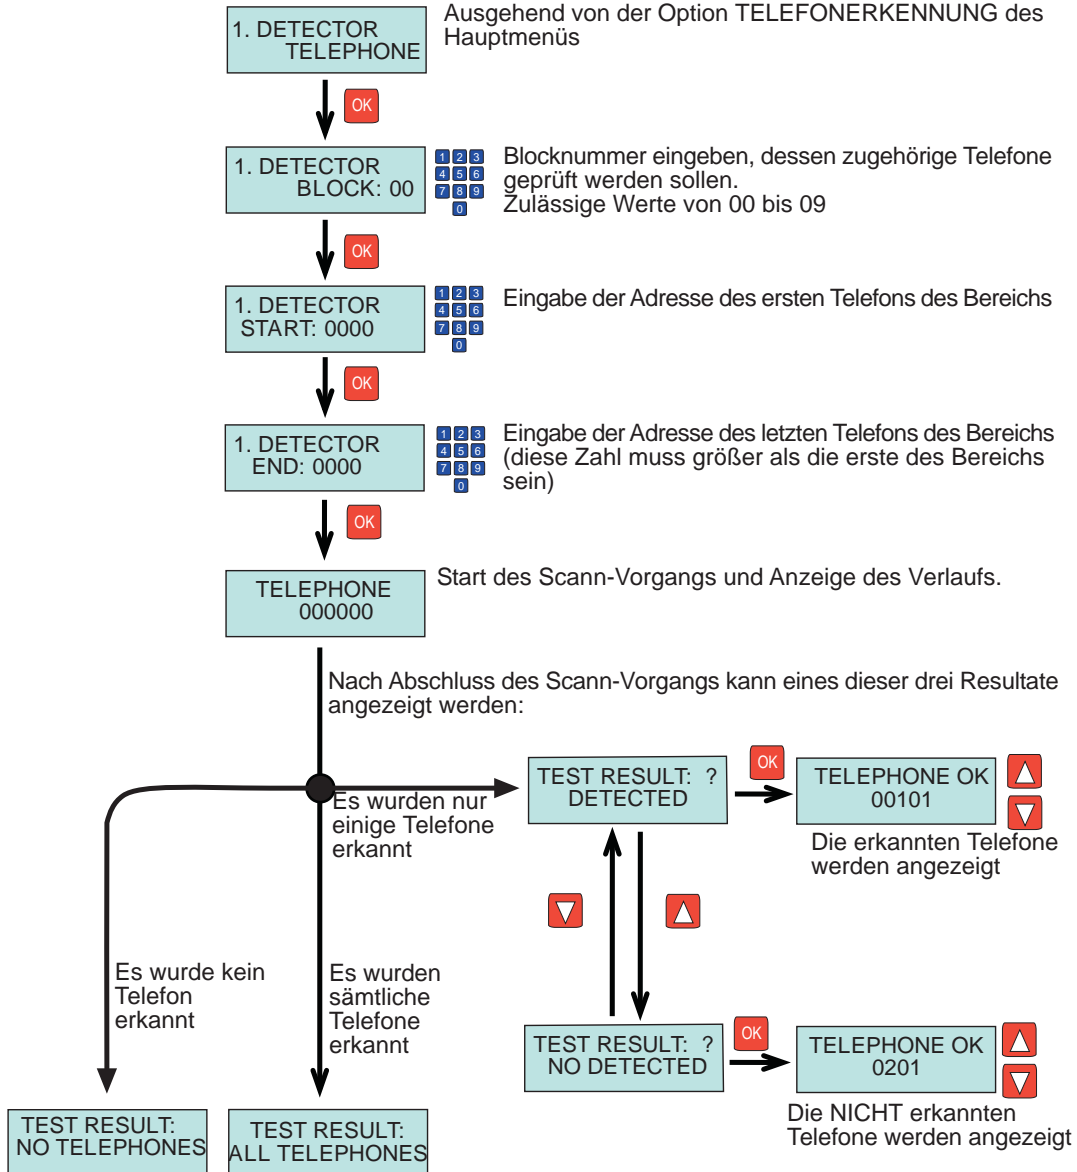 1. DETECTOR
TELEPHONE
Ausgehend von der Option TELEFONERKENNUNG des
Hauptmenüs
OK
1. DETECTOR
BLOCK: 00
1 2 3
4 5 6
7 8 9
0
Blocknummer eingeben, dessen zugehörige Telefone
geprüft werden sollen.
Zulässige Werte von 00 bis 09
OK
1. DETECTOR
START: 0000
1 2 3
4 5 6
7 8 9
0
Eingabe der Adresse des ersten Telefons des Bereichs
OK
1. DETECTOR
END: 0000
1 2 3
4 5 6
7 8 9
0
Eingabe der Adresse des letzten Telefons des Bereichs
(diese Zahl muss größer als die erste des Bereichs
sein)
OK
TELEPHONE
000000
Start des Scann-Vorgangs und Anzeige des Verlaufs.
Nach Abschluss des Scann-Vorgangs kann eines dieser drei Resultate
angezeigt werden:
Es wurden nur
einige Telefone
erkannt
TEST RESULT: ?
DETECTED
OK
TELEPHONE OK
00101
Die erkannten Telefone
werden angezeigt
Es wurde kein
Telefon
erkannt
Es wurden
sämtliche
Telefone
erkannt
TEST RESULT: ?
NO DETECTED
OK
TELEPHONE OK
0201
Die NICHT erkannten
Telefone werden angezeigt
TEST RESULT:
NO TELEPHONES
TEST RESULT:
ALL TELEPHONES